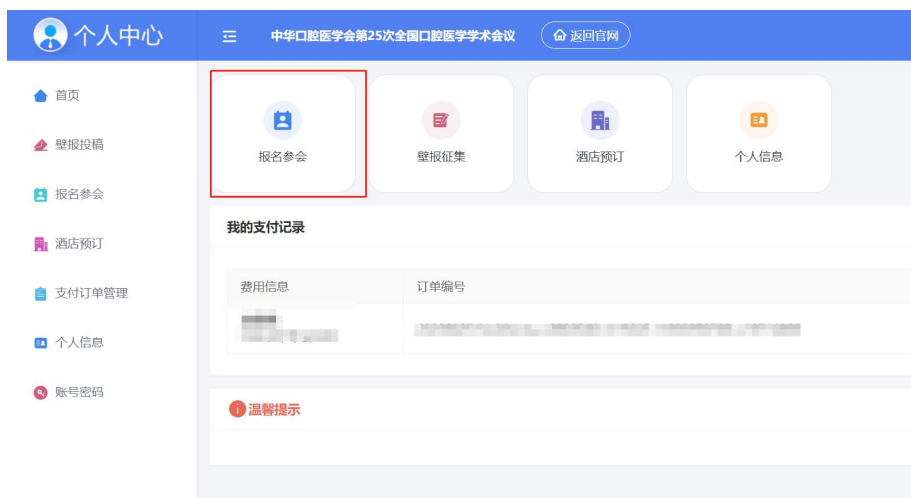 个人中心
中华口腔医学会第25次全国口腔医学学术会议
返回官网
首页
壁报投稿
报名参会
酒店预订
支付订单管理
个人信息
账号密码
报名参会
壁报征集
酒店预订
个人信息
我的支付记录
费用信息
订单编号
温馨提示